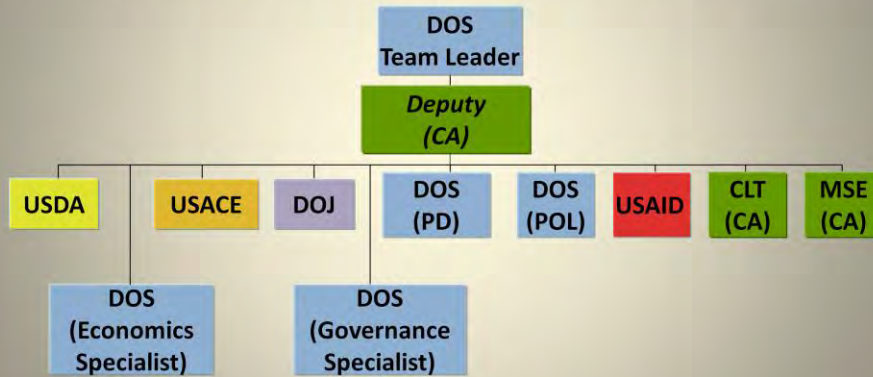 DOS
Team Leader
Deputy
(CA)
USDA
USACE
DOJ
DOS
(PD)
DOS
(POL)
USAID
CLT
(CA)
MSE
(CA)
DOS
(Economics
Specialist)
DOS
(Governance
Specialist)